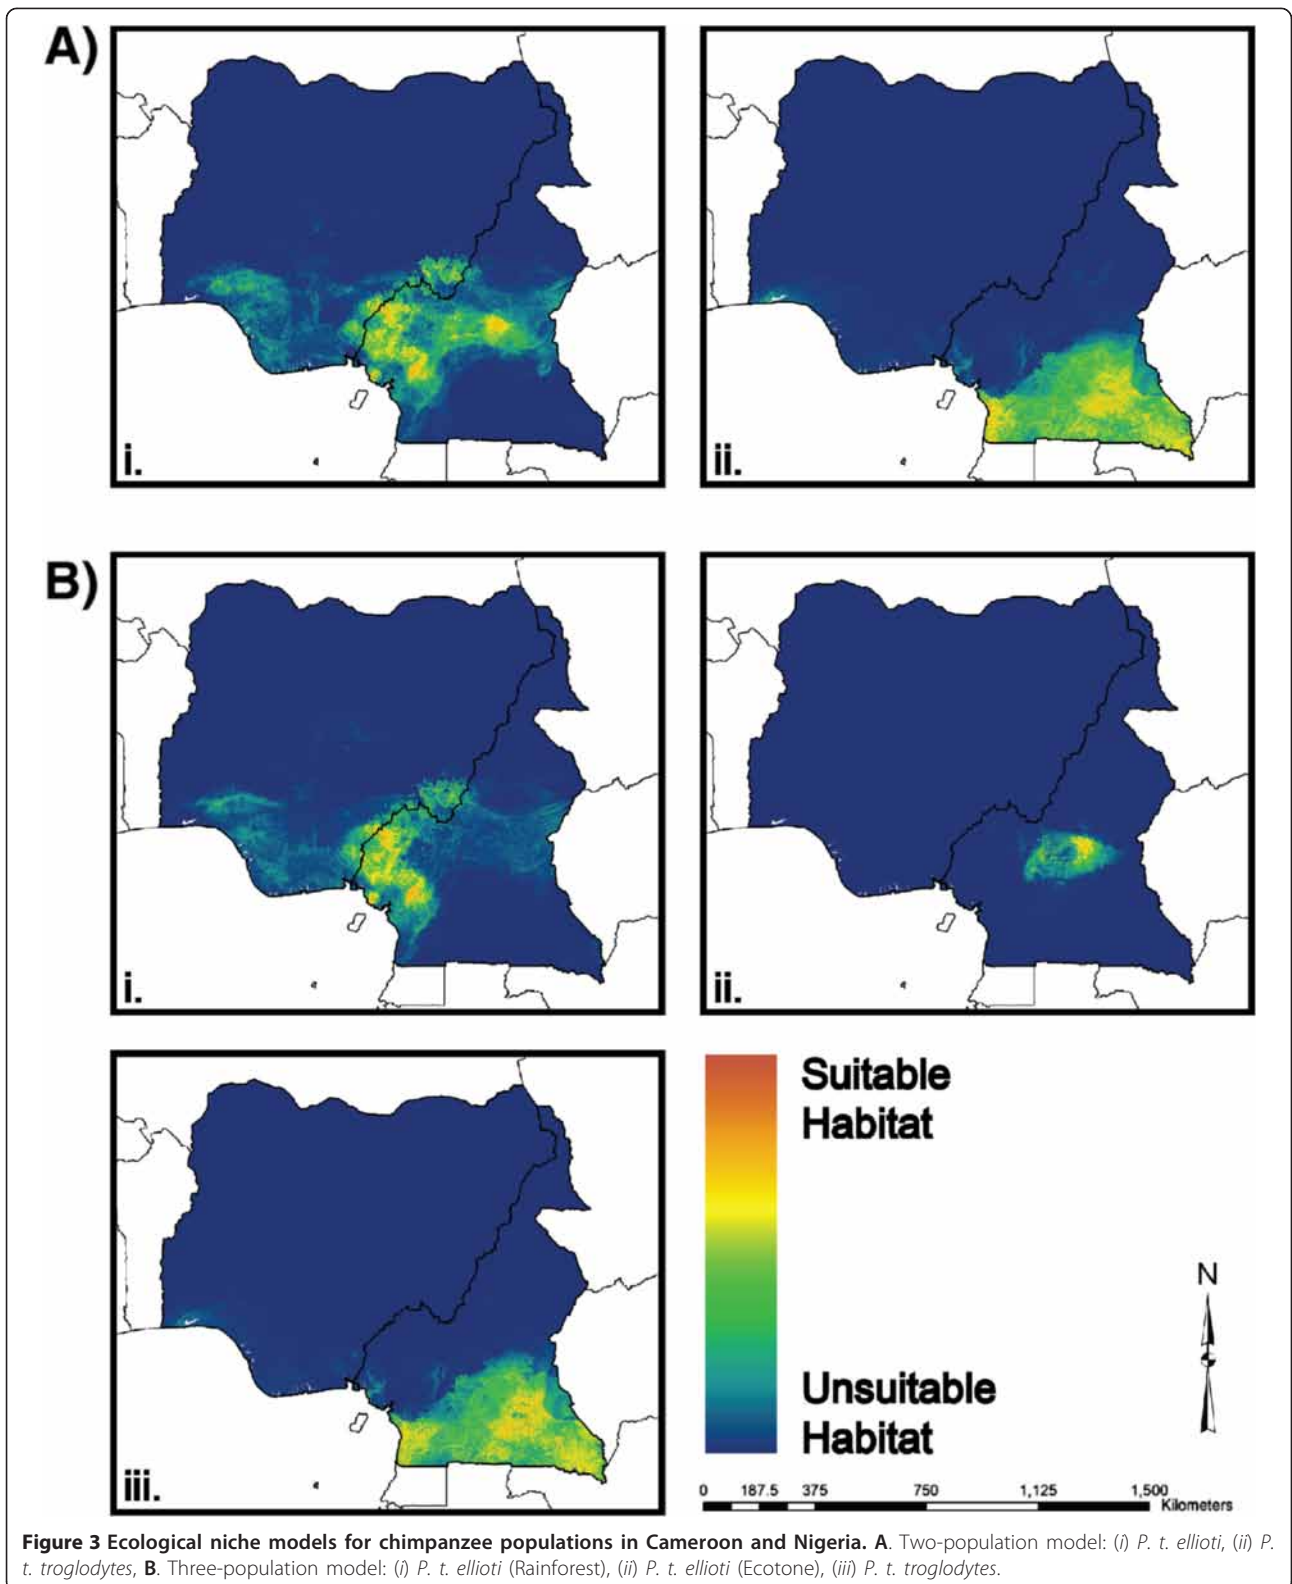 A)
i.
ii.
B)
i.
ii.
iii.
Suitable
Habitat
Unsuitable
Habitat
N
0 187.5 375 750 1,125 1,500
Kilometers
Figure 3 Ecological niche models for chimpanzee populations in Cameroon and Nigeria. A. Two-population model: (i) P. t. ellioti, (ii) P.
t. troglodytes, B. Three-population model: (i) P. t. ellioti (Rainforest), (ii) P. t. ellioti (Ecotone), (iii) P. t. troglodytes.